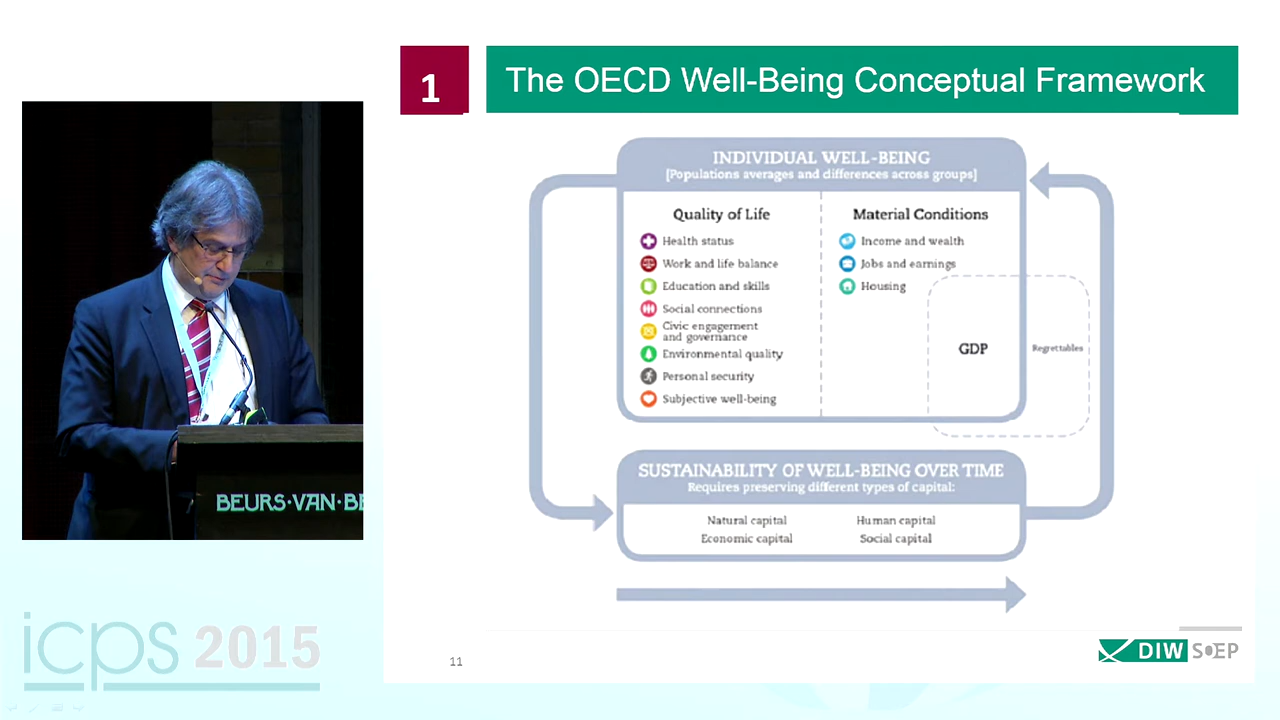 1
The OECD Well-Being Conceptual Framework
INDIVIDUAL WELL-BEING
[Populations averages and differences across groups]
Quality of Life
Health status
Work and life balance
Education and skills
Social connections
Civic engagement
and governance
Environmental quality
Personal security
Subjective well-being
Material Conditions
Income and wealth
Jobs and earnings
Housing
GDP
Regrettables
SUSTAINABILITY OF WELL-BEING OVER TIME
Requires preserving different types of capital:
Natural capital
Human capital
Economic capital
Social capital
BEURS·VAN·BE
icps 2015
11
DIW SOEP